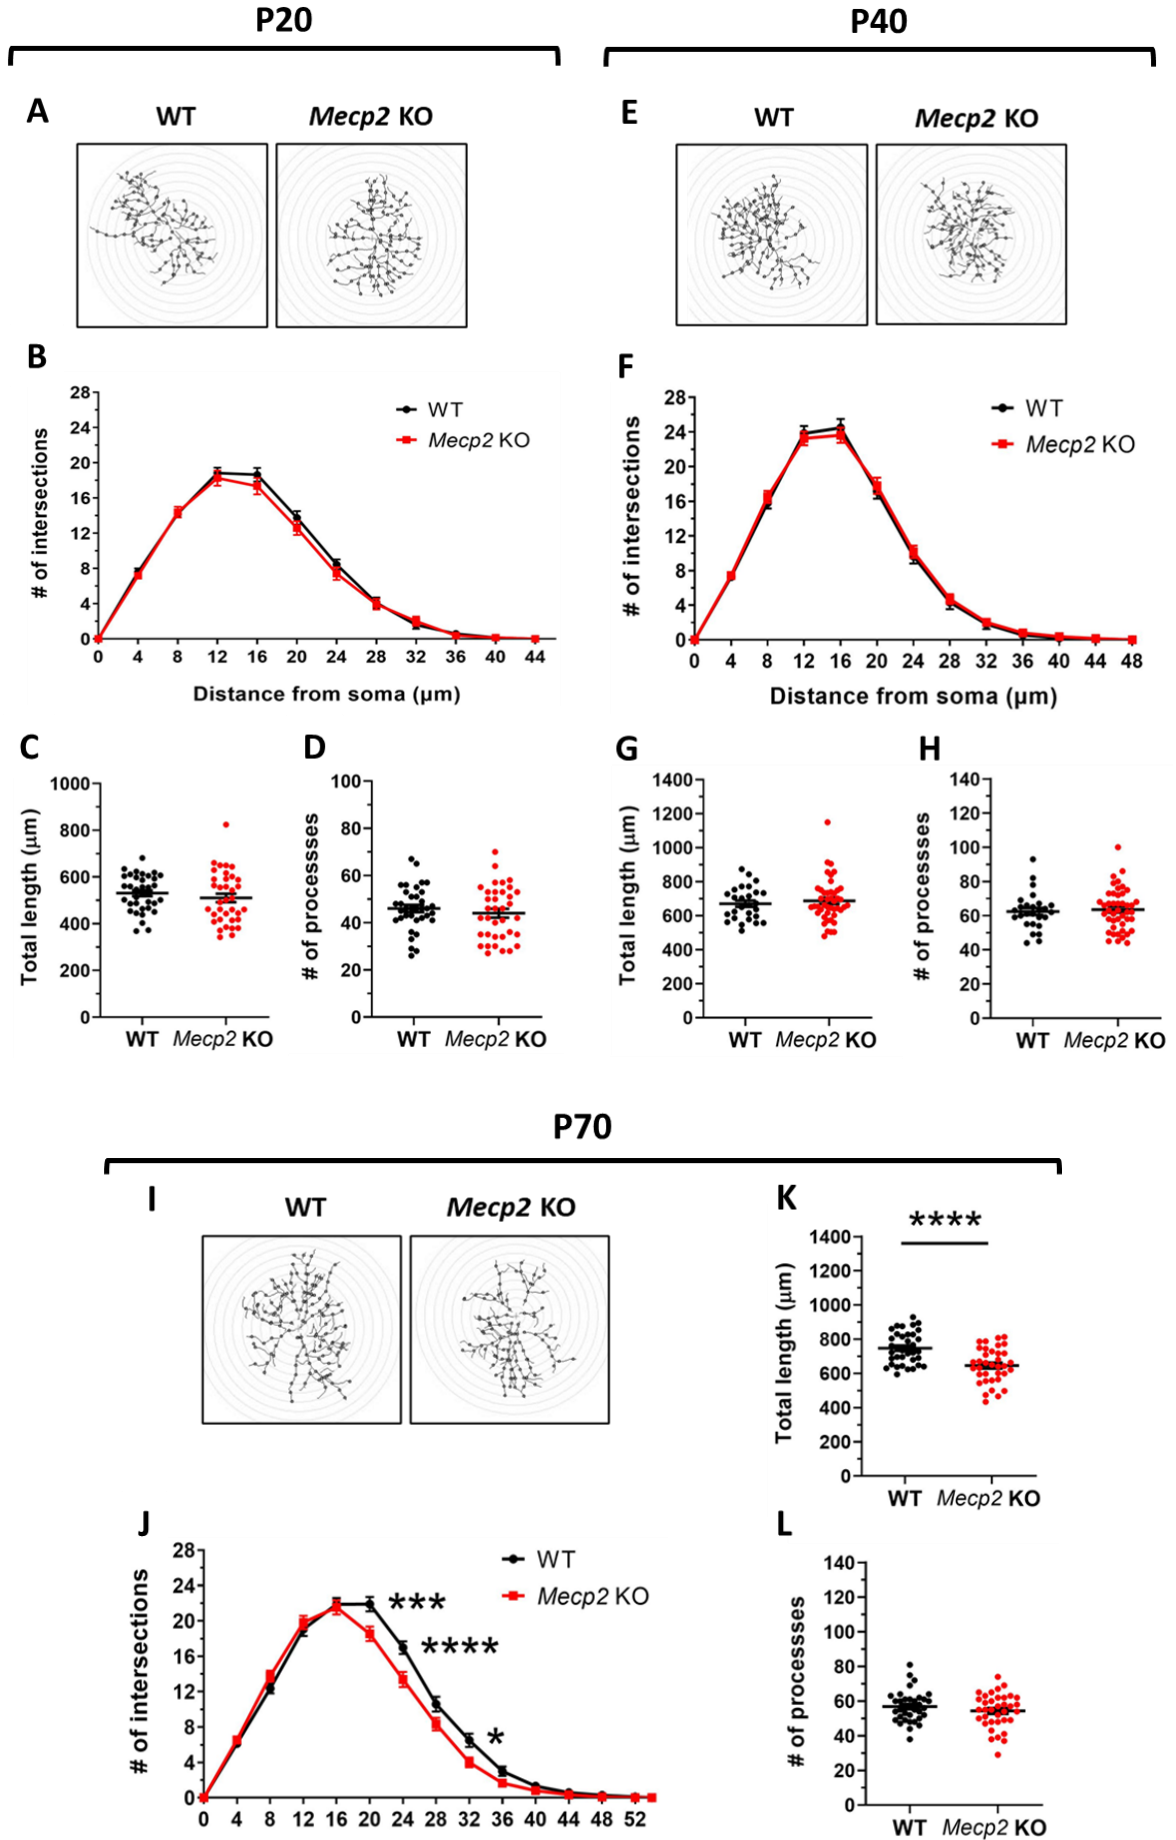 P20
P40
A
WT
Mecp2 KO
E
WT
Mecp2 KO
B
28
24
20
16
12
8
4
0
# of intersections
WT
Mecp2 KO
0 4 8 12 16 20 24 28 32 36 40 44
Distance from soma (µm)
F
28
24
20
16
12
8
4
0
# of intersections
WT
Mecp2 KO
0 4 8 12 16 20 24 28 32 36 40 44 48
Distance from soma (µm)
C
1000
800
600
400
200
0
Total length (µm)
WT Mecp2 KO
D
100
80
60
40
20
0
# of processses
WT Mecp2 KO
G
1400
1200
1000
800
600
400
200
0
Total length (µm)
WT Mecp2 KO
H
140
120
100
80
60
40
20
0
# of processses
WT Mecp2 KO
P70
I
WT
Mecp2 KO
K
****
1400
1200
1000
800
600
400
200
0
Total length (µm)
WT Mecp2 KO
J
28
24
20
16
12
8
4
0
# of intersections
WT
Mecp2 KO
***
****
*
0 4 8 12 16 20 24 28 32 36 40 44 48 52
L
140
120
100
80
60
40
20
0
# of processses
WT Mecp2 KO